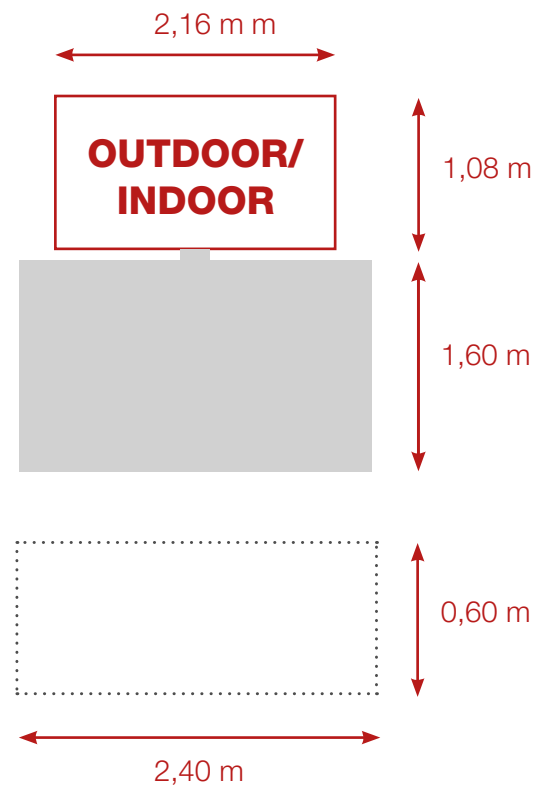 2,16 m m
OUTDOOR/
INDOOR
1,08 m
1,60 m
0,60 m
2,40 m